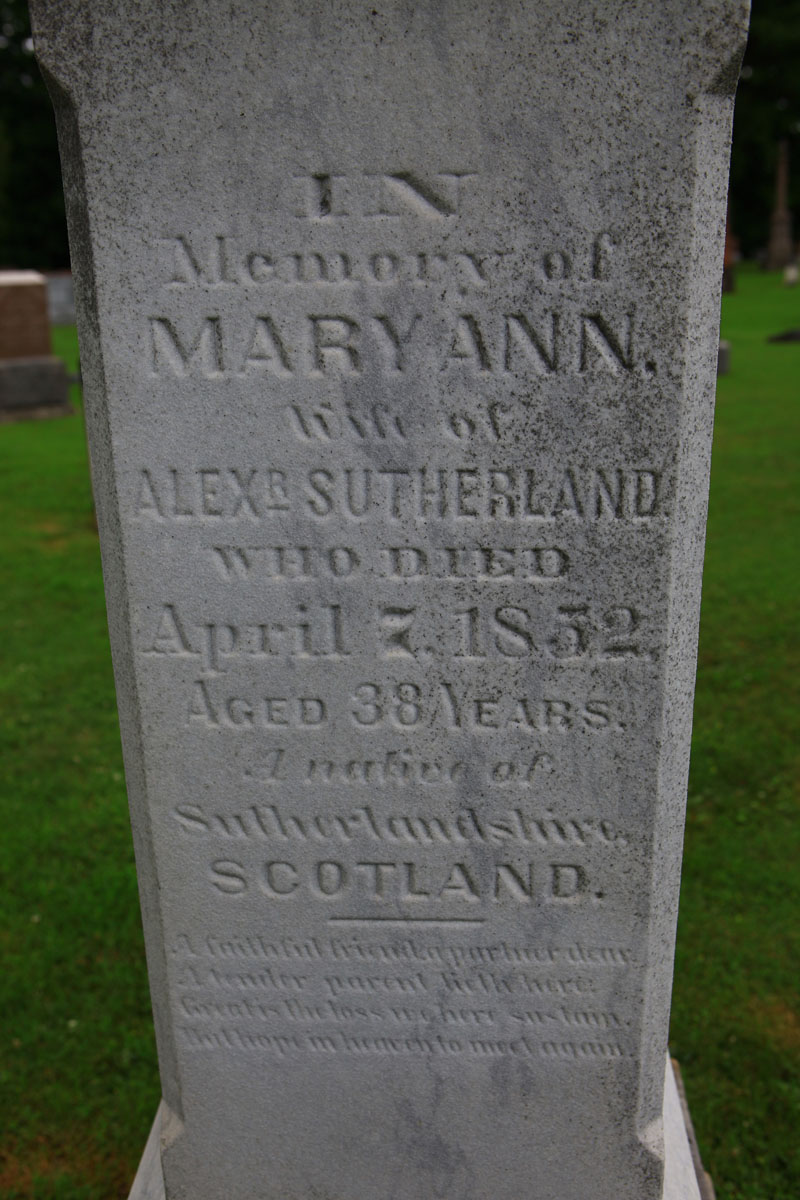 IN
Memory of
MARY ANN.
Wife of
ALEXR SUTHERLAND.
WHO DIED
April 7, 1852,
AGED 38 YEARS.
A native of
Sutherlandshire,
SCOTLAND.
A faithful friend, a partner dear,
A tender parent lieth here;
Great is the loss we here sustain,
But hope in heaven to meet again.